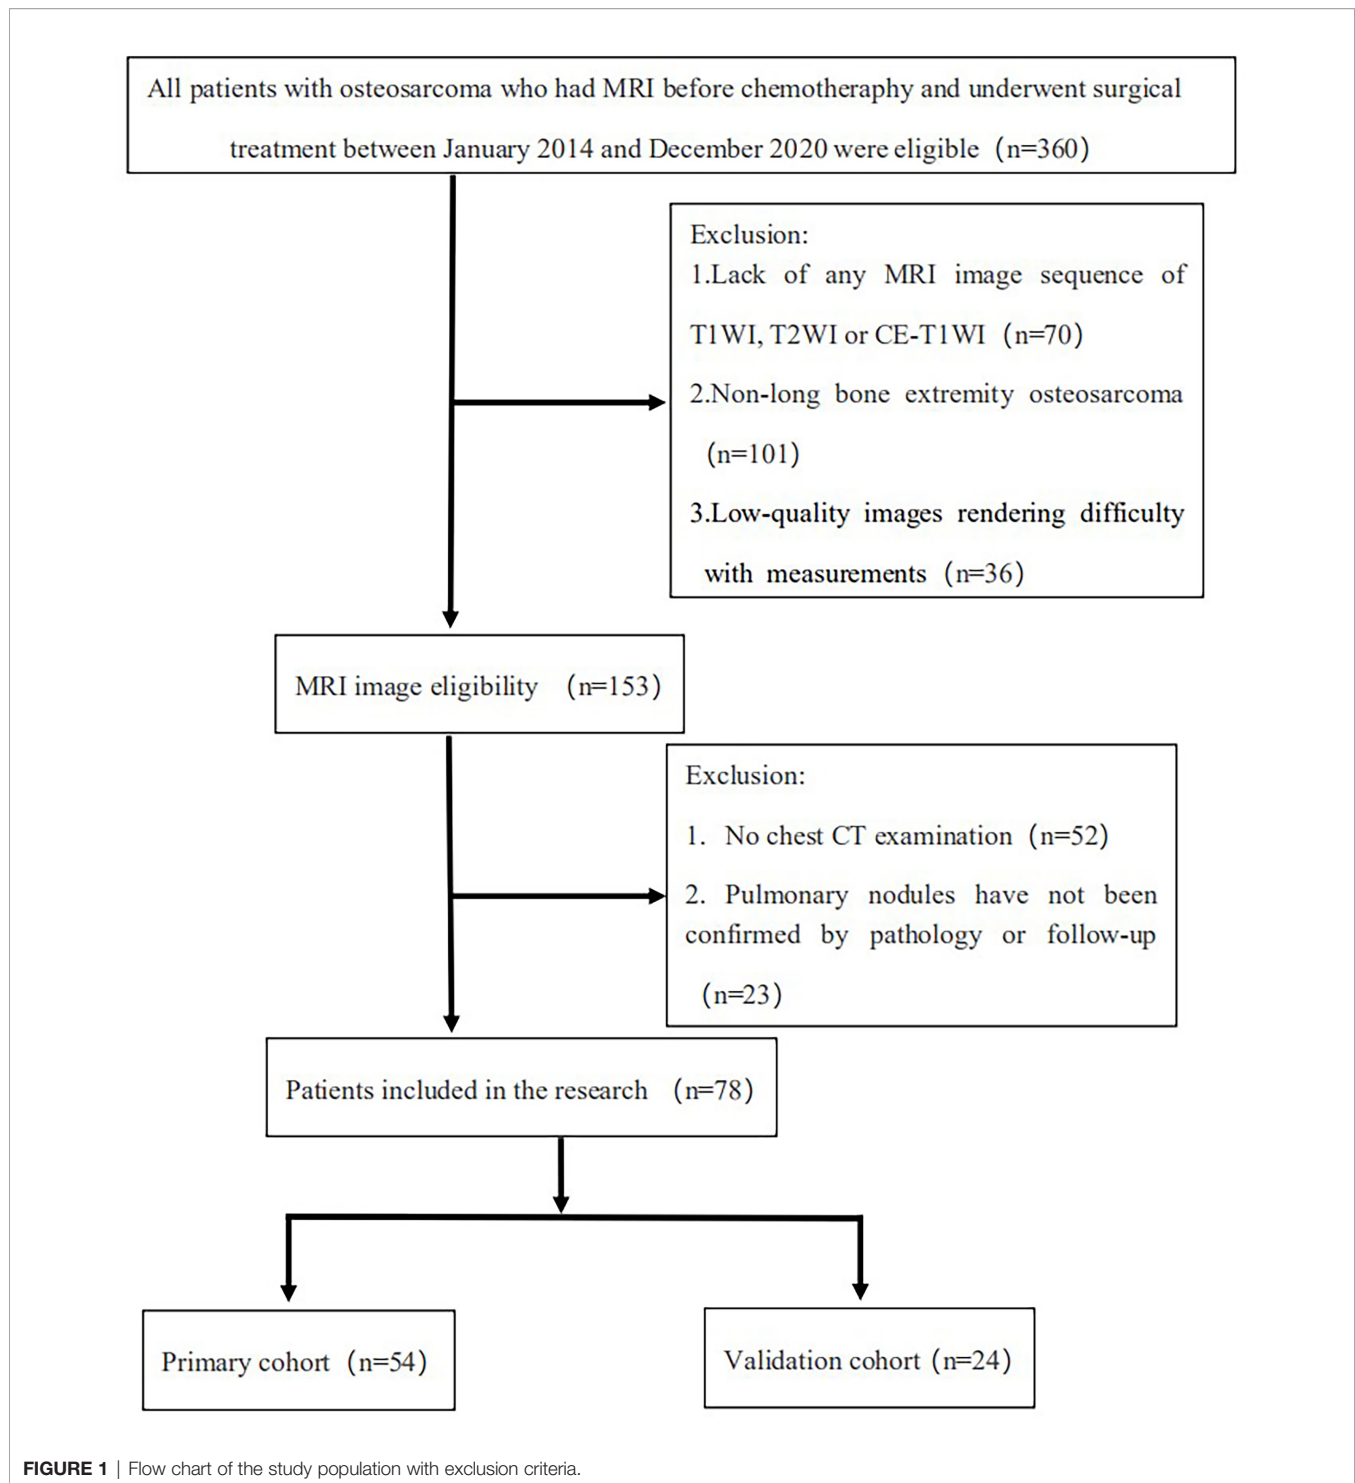 All patients with osteosarcoma who had MRI before chemotheraphy and underwent surgical
treatment between January 2014 and December 2020 were eligible (n=360)
Exclusion:
1.Lack of any MRI image sequence of
T1WI, T2WI or CE-T1WI (n=70)
2.Non-long bone extremity osteosarcoma
(n=101)
3.Low-quality images rendering difficulty
with measurements (n=36)
MRI image eligibility (n=153)
Exclusion:
1. No chest CT examination (n=52)
2. Pulmonary nodules have not been
confirmed by pathology or follow-up
(n=23)
Patients included in the research (n=78)
Primary cohort (n=54)
Validation cohort (n=24)
FIGURE 1 | Flow chart of the study population with exclusion criteria.